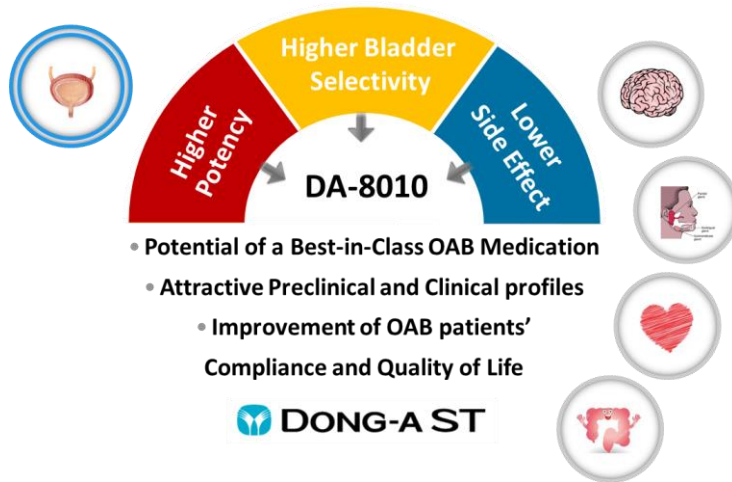 Higher Bladder
Selectivity
Higher
Potency
Lower
Side Effect
DA-8010
• Potential of a Best-in-Class OAB Medication
• Attractive Preclinical and Clinical profiles
• Improvement of OAB patients’
Compliance and Quality of Life
DONG-A ST